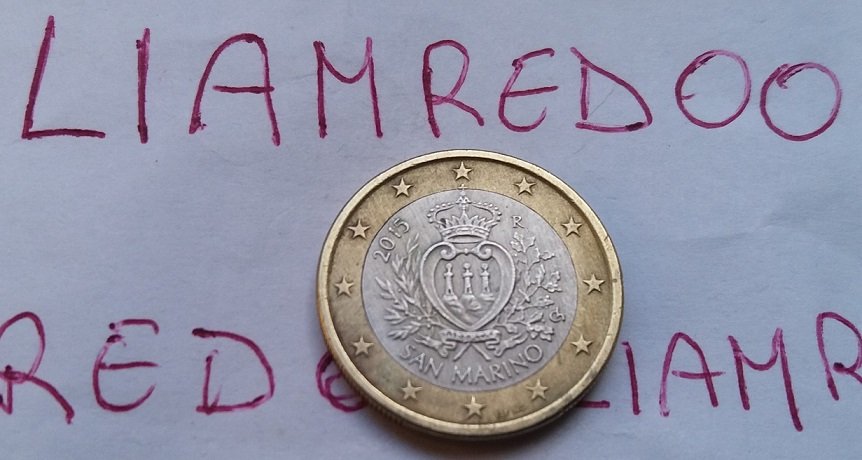 LIAMREDOO
2015 R
SAN MARINO
RED LIAMR